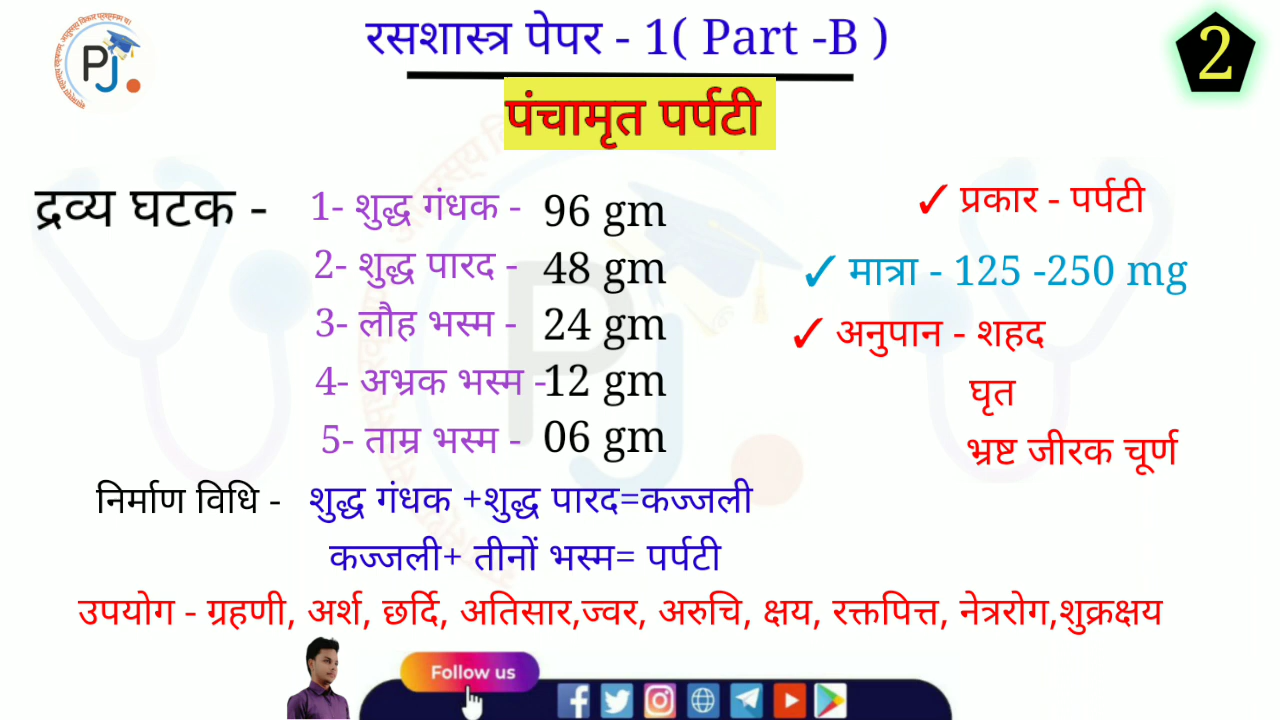 रसशास्त्र पेपर - 1( Part -B )
2
PJ
पंचामृत पर्पटी
द्रव्य घटक -
1- शुद्ध गंधक - 96 gm
2- शुद्ध पारद - 48 gm
3- लौह भस्म - 24 gm
4- अभ्रक भस्म -12 gm
5- ताम्र भस्म - 06 gm
✓ प्रकार - पर्पटी
✓ मात्रा - 125 -250 mg
✓ अनुपान - शहद
घृत
भ्रष्ट जीरक चूर्ण
निर्माण विधि - शुद्ध गंधक +शुद्ध पारद=कज्जली
कज्जली+ तीनों भस्म= पर्पटी
उपयोग - ग्रहणी, अर्श, छर्दि, अतिसार,ज्वर, अरुचि, क्षय, रक्तपित्त, नेत्ररोग,शुक्रक्षय
Follow us